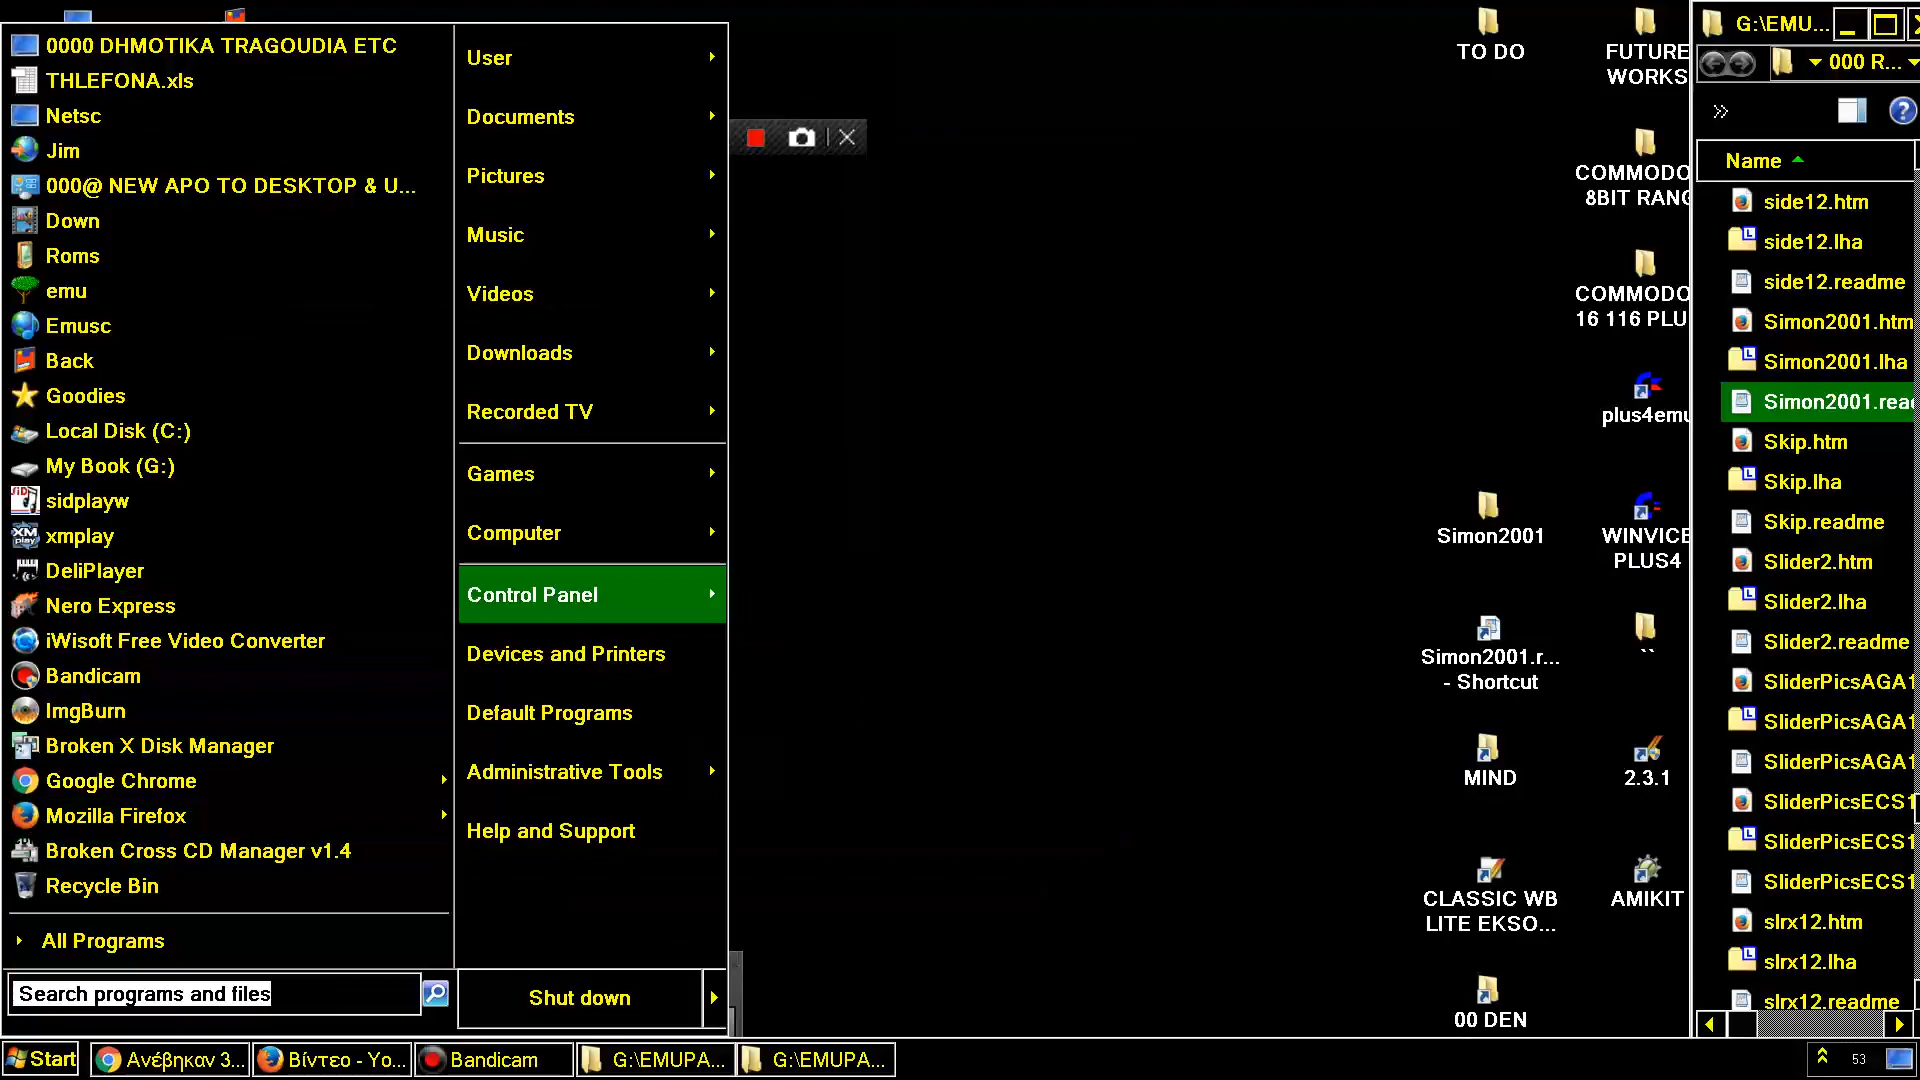 0000 DHMOTIKA TRAGOUDIA ETC
THLEFONA.xls
Netsc
Jim
000@ NEW APO TO DESKTOP & U...
Down
Roms
emu
Emusc
Back
Goodies
Local Disk (C:)
My Book (G:)
sidplayw
xmplay
DeliPlayer
Nero Express
iWisoft Free Video Converter
Bandicam
ImgBurn
Broken X Disk Manager
Google Chrome
Mozilla Firefox
Broken Cross CD Manager v1.4
Recycle Bin
All Programs
Search programs and files
User
Documents
Pictures
Music
Videos
Downloads
Recorded TV
Games
Computer
Control Panel
Devices and Printers
Default Programs
Administrative Tools
Help and Support
Shut down
TO DO
Simon2001
Simon2001.r...
- Shortcut
MIND
CLASSIC WB
LITE EKSO...
00 DEN
FUTURE
WORKS
COMMODO
8BIT RANG
COMMODO
16 116 PLU
plus4emu
WINVICE
PLUS4
``
2.3.1
AMIKIT
G:\EMU...
000 R...
Name
side12.htm
side12.lha
side12.readme
Simon2001.htm
Simon2001.lha
Simon2001.rea
Skip.htm
Skip.lha
Skip.readme
Slider2.htm
Slider2.lha
Slider2.readme
SliderPicsAGA1
SliderPicsAGA1
SliderPicsAGA1
SliderPicsECS1
SliderPicsECS1
SliderPicsECS1
slrx12.htm
slrx12.lha
slrx12.readme
Start
Ανέβηκαν 3...
Βίντεο - Yo...
Bandicam
G:\EMUPA...
G:\EMUPA...
53